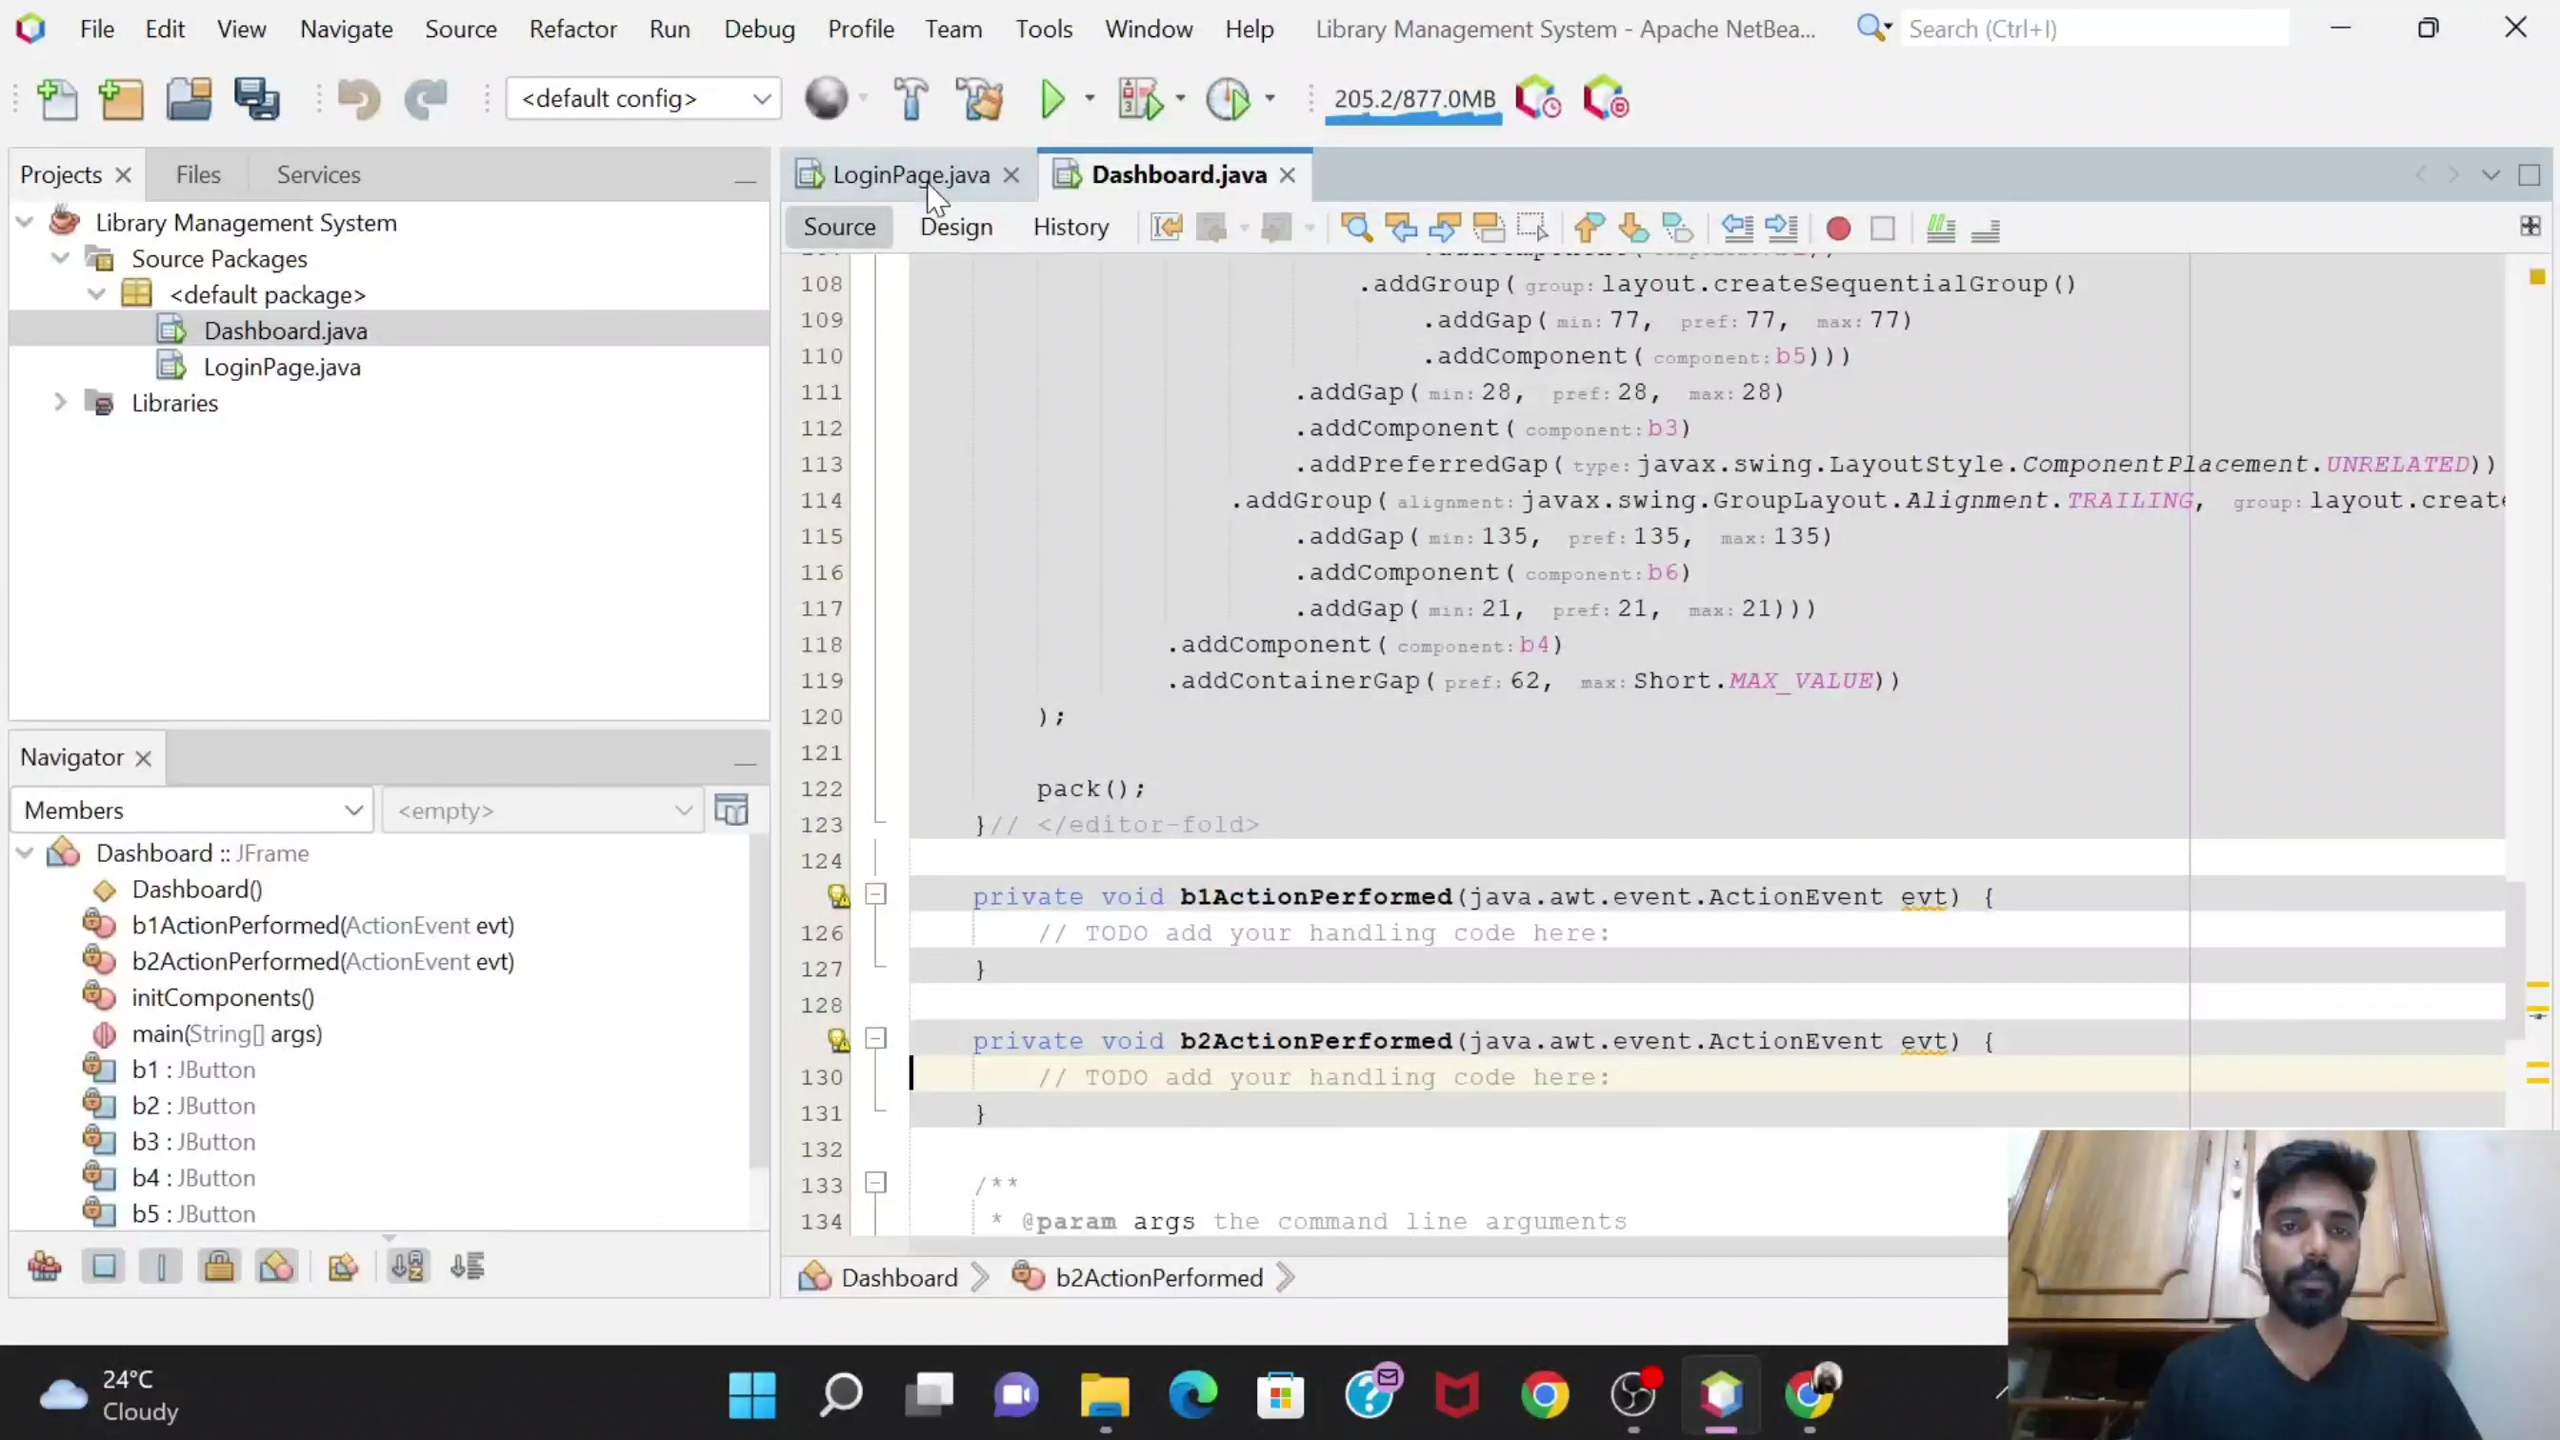 File Edit View Navigate Source Refactor Run Debug Profile Team Tools Window Help Library Management System - Apache NetBea... Search (Ctrl+I)
<default config> 205.2/877.0MB
Projects Files Services
Library Management System
Source Packages
<default package>
Dashboard.java
LoginPage.java
Libraries
Navigator
Members <empty>
Dashboard :: JFrame
Dashboard()
b1ActionPerformed(ActionEvent evt)
b2ActionPerformed(ActionEvent evt)
initComponents()
main(String[] args)
b1 : JButton
b2 : JButton
b3 : JButton
b4 : JButton
b5 : JButton
LoginPage.java Dashboard.java
Source Design History
108 .addGroup( group: layout.createSequentialGroup()
109 .addGap( min: 77, pref: 77, max: 77)
110 .addComponent( component: b5)))
111 .addGap( min: 28, pref: 28, max: 28)
112 .addComponent( component: b3)
113 .addPreferredGap( type: javax.swing.LayoutStyle.ComponentPlacement.UNRELATED))
114 .addGroup( alignment: javax.swing.GroupLayout.Alignment.TRAILING, group: layout.create
115 .addGap( min: 135, pref: 135, max: 135)
116 .addComponent( component: b6)
117 .addGap( min: 21, pref: 21, max: 21)))
118 .addComponent( component: b4)
119 .addContainerGap( pref: 62, max: Short.MAX_VALUE))
120 );
121
122 pack();
123 }// </editor-fold>
124
private void b1ActionPerformed(java.awt.event.ActionEvent evt) {
126 // TODO add your handling code here:
127 }
128
private void b2ActionPerformed(java.awt.event.ActionEvent evt) {
130 // TODO add your handling code here:
131 }
132
133 /**
134 * @param args the command line arguments
Dashboard b2ActionPerformed
24°C
Cloudy